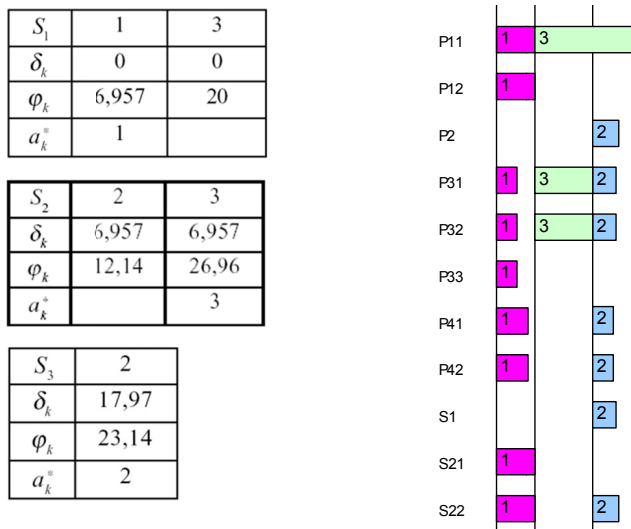 S₁ 1 3
δₖ 0 0
φₖ 6,957 20
aₖ* 1
S₂ 2 3
δₖ 6,957 6,957
φₖ 12,14 26,96
aₖ* 3
S₃ 2
δₖ 17,97
φₖ 23,14
aₖ* 2
P11 1 3
P12 1
P2 2
P31 1 3 2
P32 1 3 2
P33 1
P41 1 2
P42 1 2
S1 2
S21 1
S22 1 2